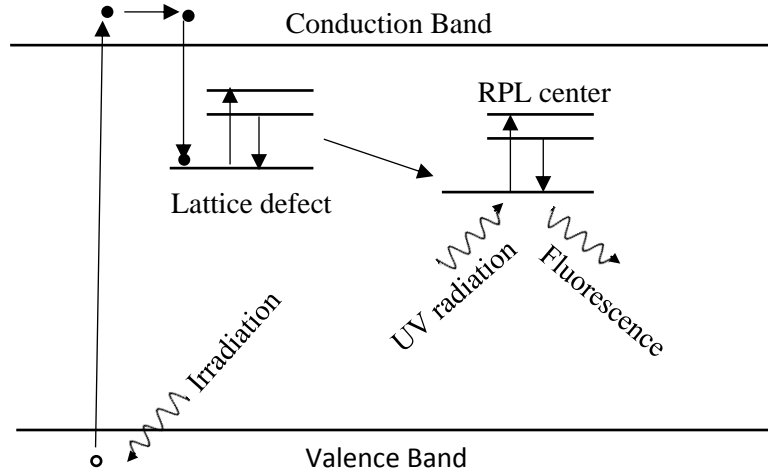 Conduction Band
RPL center
Lattice defect
UV radiation
Fluorescence
Irradiation
Valence Band